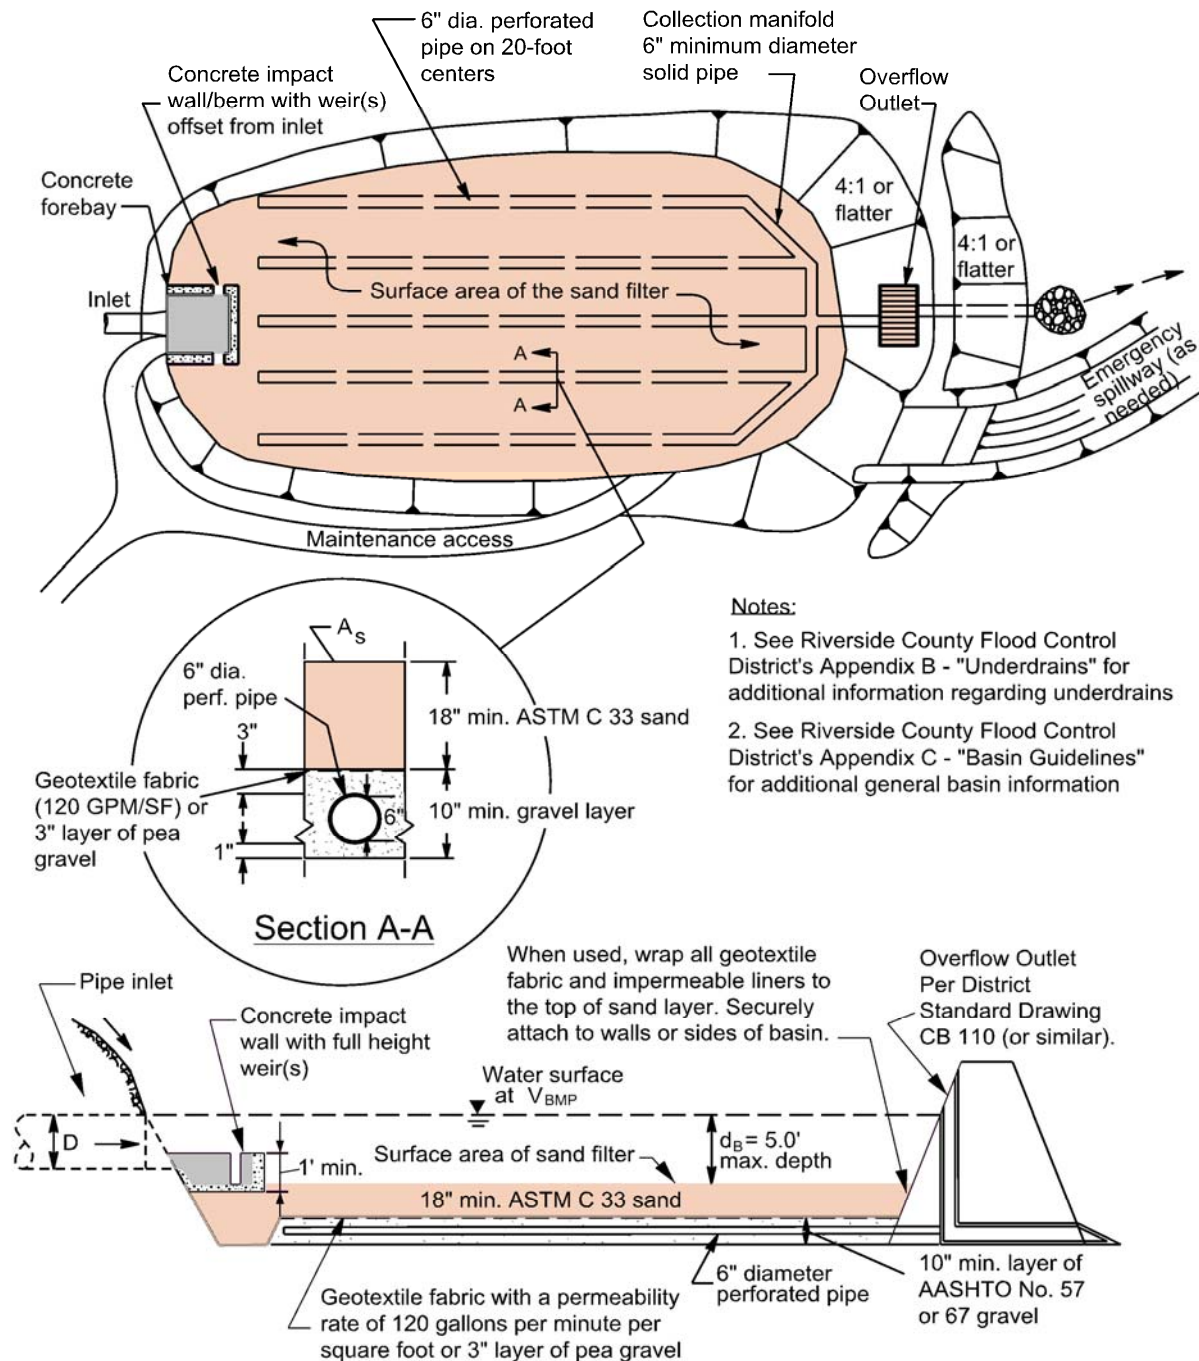 6" dia. perforated
pipe on 20-foot
centers
Collection manifold
6" minimum diameter
solid pipe
Concrete impact
wall/berm with weir(s)
offset from inlet
Overflow
Outlet
Concrete
forebay
4:1 or
flatter
4:1 or
flatter
Inlet
Surface area of the sand filter
A
A
Emergency
spillway (as
needed)
Maintenance access
As
6" dia.
perf. pipe
18" min. ASTM C 33 sand
3"
Geotextile fabric
(120 GPM/SF) or
3" layer of pea
gravel
6"
10" min. gravel layer
1"
Section A-A
Notes:
1. See Riverside County Flood Control
District's Appendix B - "Underdrains" for
additional information regarding underdrains
2. See Riverside County Flood Control
District's Appendix C - "Basin Guidelines"
for additional general basin information
Pipe inlet
Concrete impact
wall with full height
weir(s)
When used, wrap all geotextile
fabric and impermeable liners to
the top of sand layer. Securely
attach to walls or sides of basin.
Overflow Outlet
Per District
Standard Drawing
CB 110 (or similar).
Water surface
at VBMP
D
1' min.
Surface area of sand filter
dB = 5.0'
max. depth
18" min. ASTM C 33 sand
6" diameter
perforated pipe
10" min. layer of
AASHTO No. 57
or 67 gravel
Geotextile fabric with a permeability
rate of 120 gallons per minute per
square foot or 3" layer of pea gravel